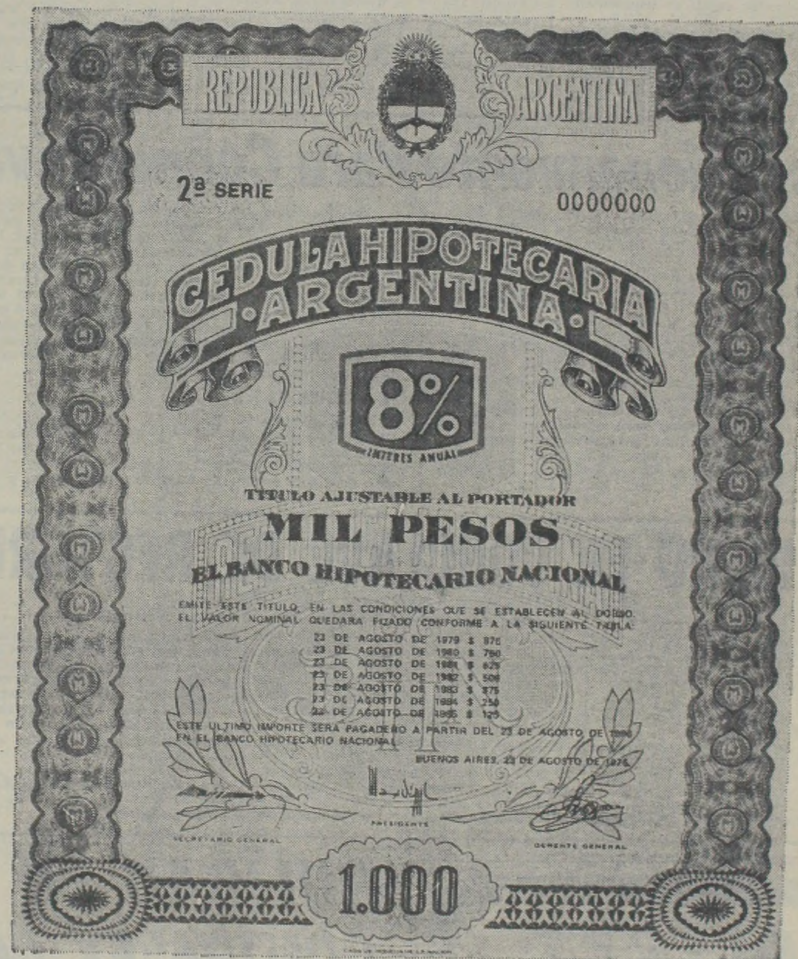 REPUBLICA ARGENTINA
2ª SERIE 0000000
CEDULA HIPOTECARIA
·ARGENTINA·
8%
INTERES ANUAL
TITULO AJUSTABLE AL PORTADOR
MIL PESOS
EL BANCO HIPOTECARIO NACIONAL
EMITE ESTE TITULO, EN LAS CONDICIONES QUE SE ESTABLECEN AL DORSO.
EL VALOR NOMINAL QUEDARA FIJADO CONFORME A LA SIGUIENTE TABLA:
23 DE AGOSTO DE 1979 $ 875
23 DE AGOSTO DE 1980 $ 750
23 DE AGOSTO DE 1981 $ 625
23 DE AGOSTO DE 1982 $ 500
23 DE AGOSTO DE 1983 $ 375
23 DE AGOSTO DE 1984 $ 250
23 DE AGOSTO DE 1985 $ 125
ESTE ULTIMO IMPORTE SERA PAGADERO A PARTIR DEL 23 DE AGOSTO DE
EN EL BANCO HIPOTECARIO NACIONAL
BUENOS AIRES, 23 DE AGOSTO DE
PRESIDENTE
SECRETARIO GENERAL
GERENTE GENERAL
1.000